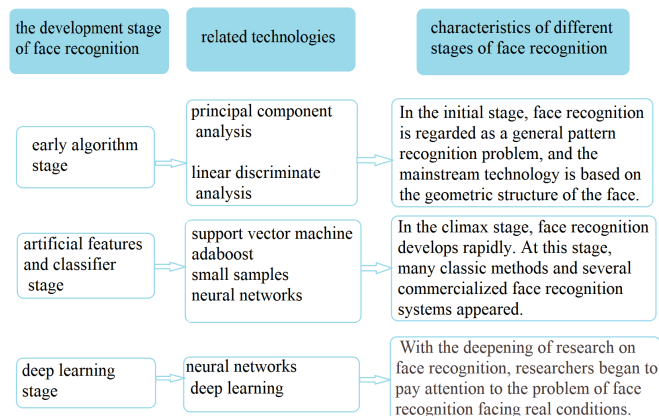 the development stage
of face recognition
related technologies
characteristics of different
stages of face recognition
early algorithm
stage
principal component
analysis
linear discriminate
analysis
In the initial stage, face recognition
is regarded as a general pattern
recognition problem, and the
mainstream technology is based on
the geometric structure of the face.
artificial features
and classifier
stage
support vector machine
adaboost
small samples
neural networks
In the climax stage, face recognition
develops rapidly. At this stage,
many classic methods and several
commercialized face recognition
systems appeared.
deep learning
stage
neural networks
deep learning
With the deepening of research on
face recognition, researchers began to
pay attention to the problem of face
recognition facing real conditions.